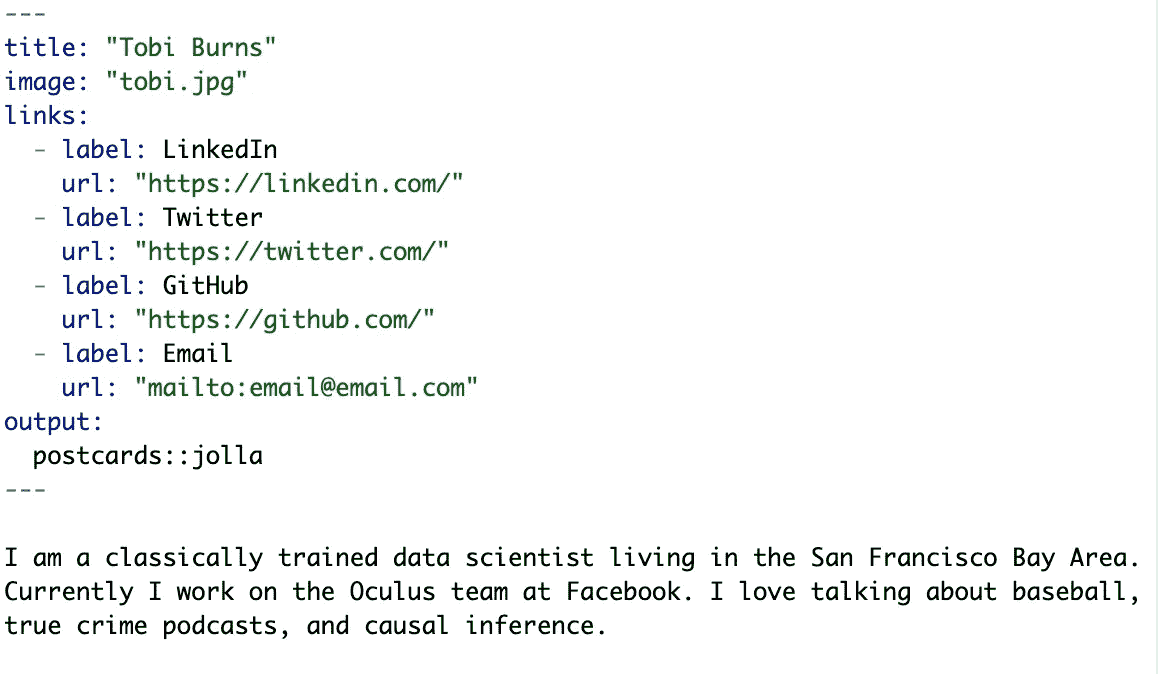 ---
title: "Tobi Burns"
image: "tobi.jpg"
links:
  - label: LinkedIn
    url: "https://linkedin.com/"
  - label: Twitter
    url: "https://twitter.com/"
  - label: GitHub
    url: "https://github.com/"
  - label: Email
    url: "mailto:email@email.com"
output:
  postcards::jolla
---
I am a classically trained data scientist living in the San Francisco Bay Area.
Currently I work on the Oculus team at Facebook. I love talking about baseball,
true crime podcasts, and causal inference.